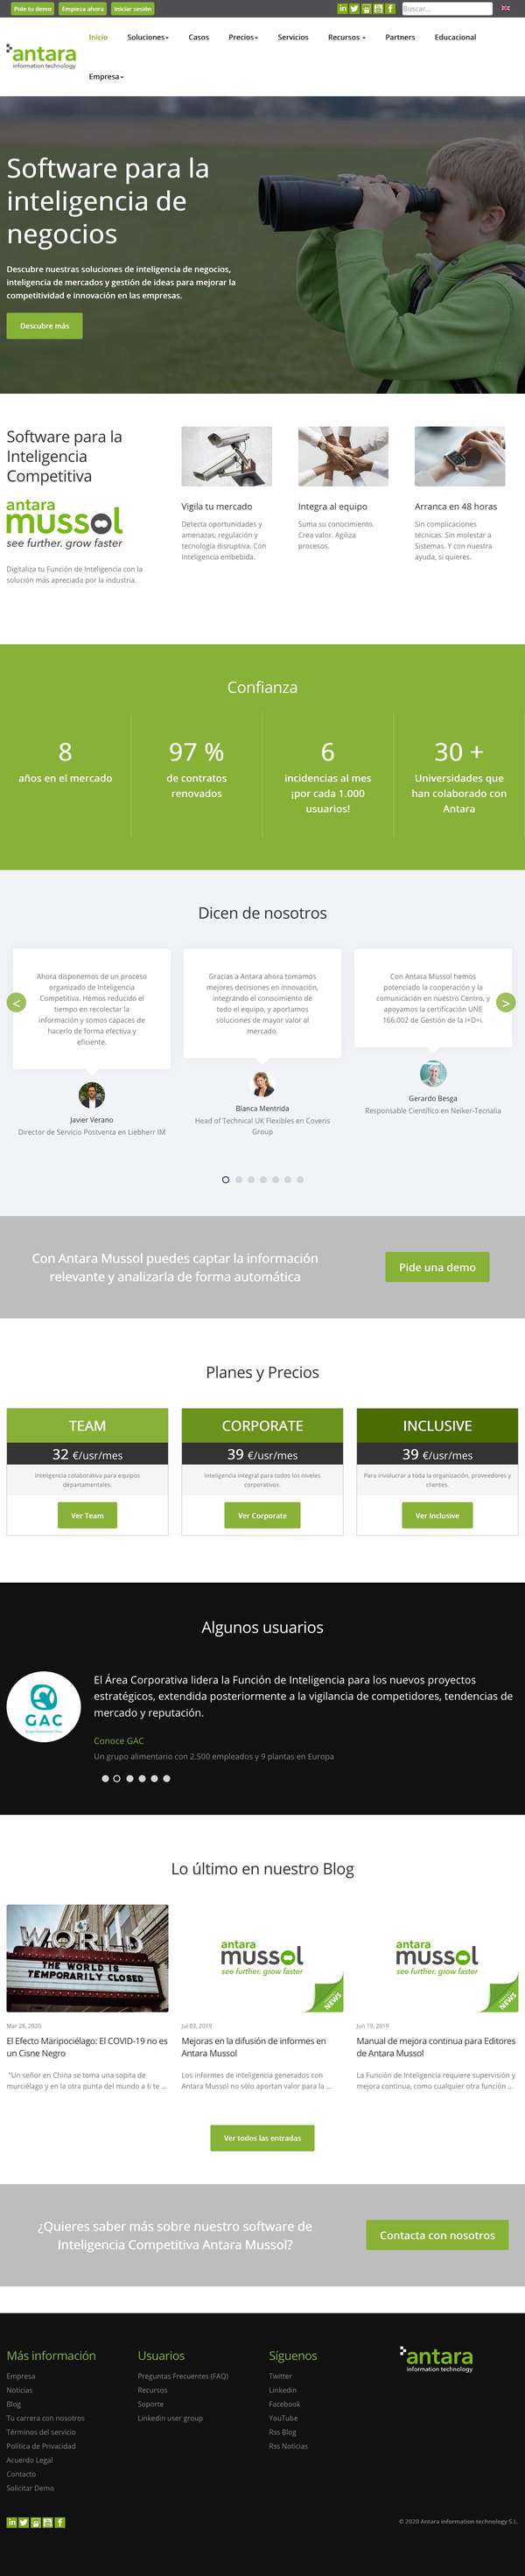 Pide tu demo Empieza ahora Iniciar sesión
Buscar...
antara
information technology
Inicio Soluciones Casos Precios Servicios Recursos Partners Educacional
Empresa
Software para la
inteligencia de
negocios
Descubre nuestras soluciones de inteligencia de negocios,
inteligencia de mercados y gestión de ideas para mejorar la
competitividad e innovación en las empresas.
Descubre más
Software para la
Inteligencia
Competitiva
antara
mussol
see further. grow faster
Digitaliza tu Función de Inteligencia con la
solución más apreciada por la industria.
Vigila tu mercado
Detecta oportunidades y
amenazas, regulación y
tecnología disruptiva. Con
Inteligencia embebida.
Integra al equipo
Suma su conocimiento.
Crea valor. Agiliza
procesos.
Arranca en 48 horas
Sin complicaciones
técnicas. Sin molestar a
Sistemas. Y con nuestra
ayuda, si quieres.
Confianza
8
años en el mercado
97 %
de contratos
renovados
6
incidencias al mes
¡por cada 1.000
usuarios!
30 +
Universidades que
han colaborado con
Antara
Dicen de nosotros
<
Ahora disponemos de un proceso
organizado de Inteligencia
Competitiva. Hemos reducido el
tiempo en recolectar la
información y somos capaces de
hacerlo de forma efectiva y
eficiente.
Javier Verano
Director de Servicio Postventa en Liebherr IM
Gracias a Antara ahora tomamos
mejores decisiones en innovación,
integrando el conocimiento de
todo el equipo, y aportamos
soluciones de mayor valor al
mercado.
Blanca Mentrida
Head of Technical UK Flexibles en Coveris
Group
Con Antara Mussol hemos
potenciado la cooperación y la
comunicación en nuestro Centro, y
apoyamos la certificación UNE
166.002 de Gestión de la I+D+i.
Gerardo Besga
Responsable Científico en Neiker-Tecnalia
>
Con Antara Mussol puedes captar la información
relevante y analizarla de forma automática
Pide una demo
Planes y Precios
TEAM
32 €/usr/mes
Inteligencia colaborativa para equipos
departamentales.
Ver Team
CORPORATE
39 €/usr/mes
Inteligencia integral para todos los niveles
corporativos.
Ver Corporate
INCLUSIVE
39 €/usr/mes
Para involucrar a toda la organización, proveedores y
clientes.
Ver Inclusive
Algunos usuarios
GAC
El Área Corporativa lidera la Función de Inteligencia para los nuevos proyectos
estratégicos, extendida posteriormente a la vigilancia de competidores, tendencias de
mercado y reputación.
Conoce GAC
Un grupo alimentario con 2.500 empleados y 9 plantas en Europa
Lo último en nuestro Blog
WORLD
THE WORLD IS
TEMPORARILY CLOSED
Mar 26, 2020
El Efecto Maripociélago: El COVID-19 no es
un Cisne Negro
"Un señor en China se toma una sopita de
murciélago y en la otra punta del mundo a ti te ...
antara
mussol
see further. grow faster
NEWS
Jul 03, 2019
Mejoras en la difusión de informes en
Antara Mussol
Los informes de inteligencia generados con
Antara Mussol no sólo aportan valor para la ...
antara
mussol
see further. grow faster
NEWS
Jun 19, 2019
Manual de mejora continua para Editores
de Antara Mussol
La Función de Inteligencia requiere supervisión y
mejora continua, como cualquier otra función ...
Ver todos las entradas
¿Quieres saber más sobre nuestro software de
Inteligencia Competitiva Antara Mussol?
Contacta con nosotros
Más información
Empresa
Noticias
Blog
Tu carrera con nosotros
Términos del servicio
Política de Privacidad
Acuerdo Legal
Contacto
Solicitar Demo
Usuarios
Preguntas Frecuentes (FAQ)
Recursos
Soporte
Linkedin user group
Síguenos
Twitter
Linkedin
Facebook
YouTube
Rss Blog
Rss Noticias
antara
information technology
© 2020 Antara information technology S.L.